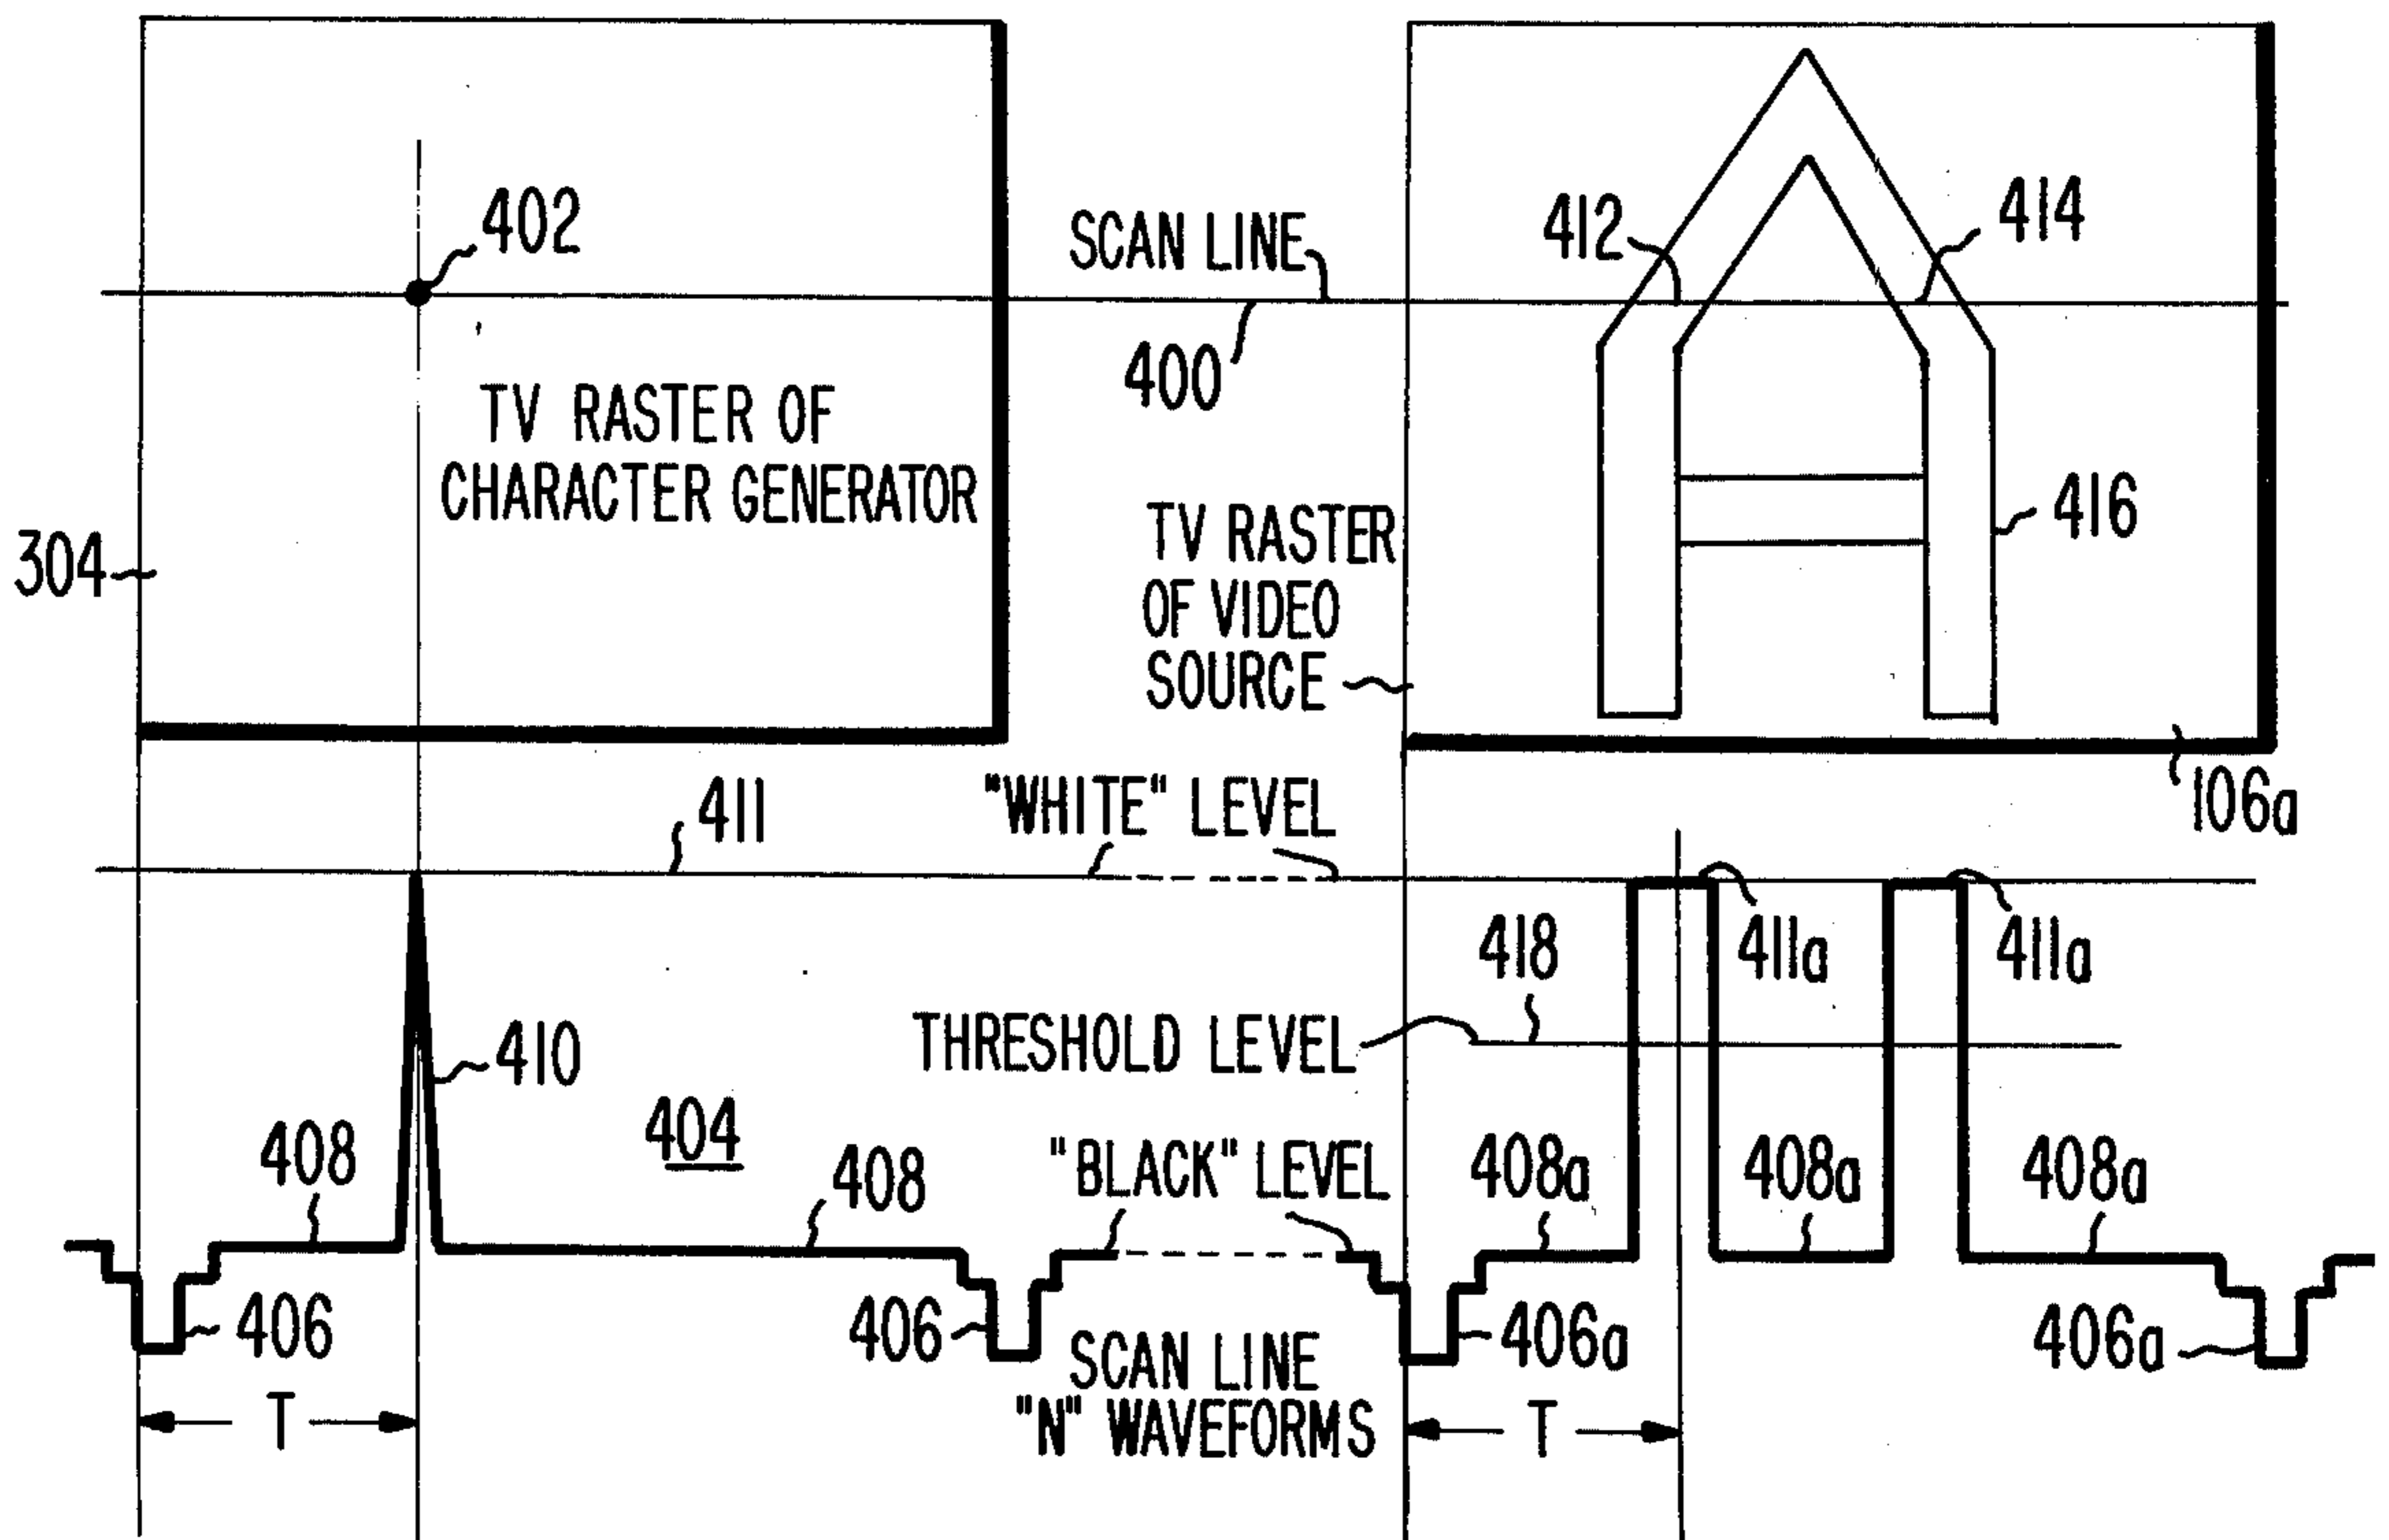 402
SCAN LINE
412
414
400
TV RASTER OF
CHARACTER GENERATOR
304
TV RASTER
OF VIDEO
SOURCE
416
106a
411
"WHITE" LEVEL
418
411a
411a
THRESHOLD LEVEL
410
404
408
408
"BLACK" LEVEL
408a
408a
408a
406
406
406a
406a
SCAN LINE
"N" WAVEFORMS
T
T